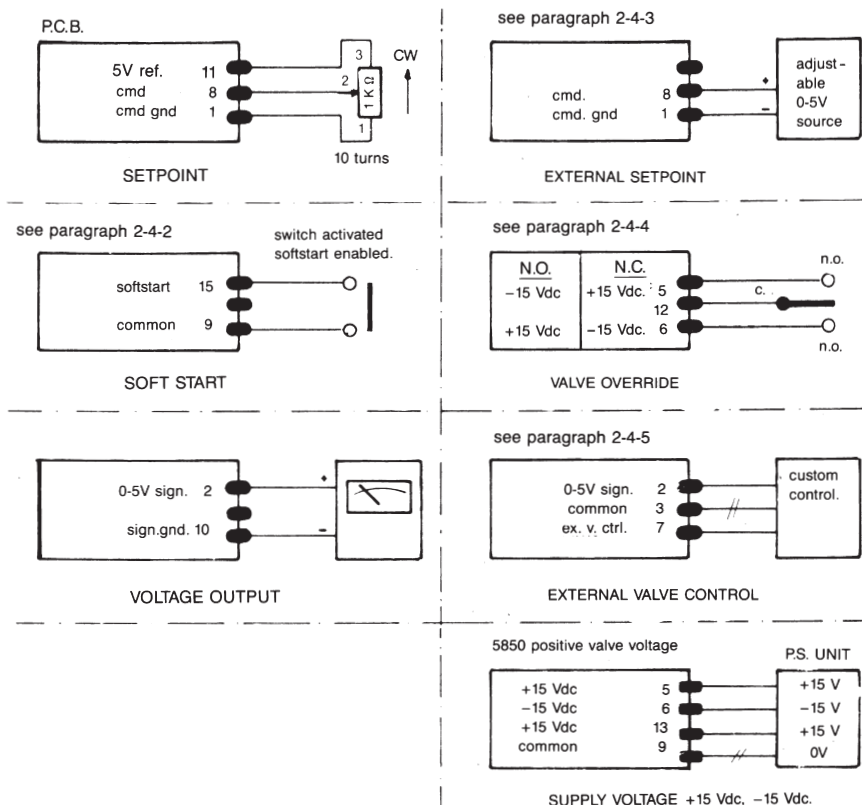 P.C.B.
5V ref. 11
cmd 8
cmd gnd 1
3
2
1
1 K Ω
CW
10 turns
SETPOINT
see paragraph 2-4-3
cmd. 8
cmd. gnd 1
+
−
adjust-
able
0-5V
source
EXTERNAL SETPOINT
see paragraph 2-4-2
switch activated
softstart enabled.
softstart 15
common 9
SOFT START
see paragraph 2-4-4
N.O. N.C.
−15 Vdc +15 Vdc. 5
12
+15 Vdc −15 Vdc. 6
n.o.
c.
n.o.
VALVE OVERRIDE
0-5V sign. 2
sign.gnd. 10
+
−
VOLTAGE OUTPUT
see paragraph 2-4-5
0-5V sign. 2
common 3
ex. v. ctrl. 7
custom
control.
EXTERNAL VALVE CONTROL
5850 positive valve voltage
P.S. UNIT
+15 Vdc 5 +15 V
−15 Vdc 6 −15 V
+15 Vdc 13 +15 V
common 9 0V
SUPPLY VOLTAGE +15 Vdc, −15 Vdc.